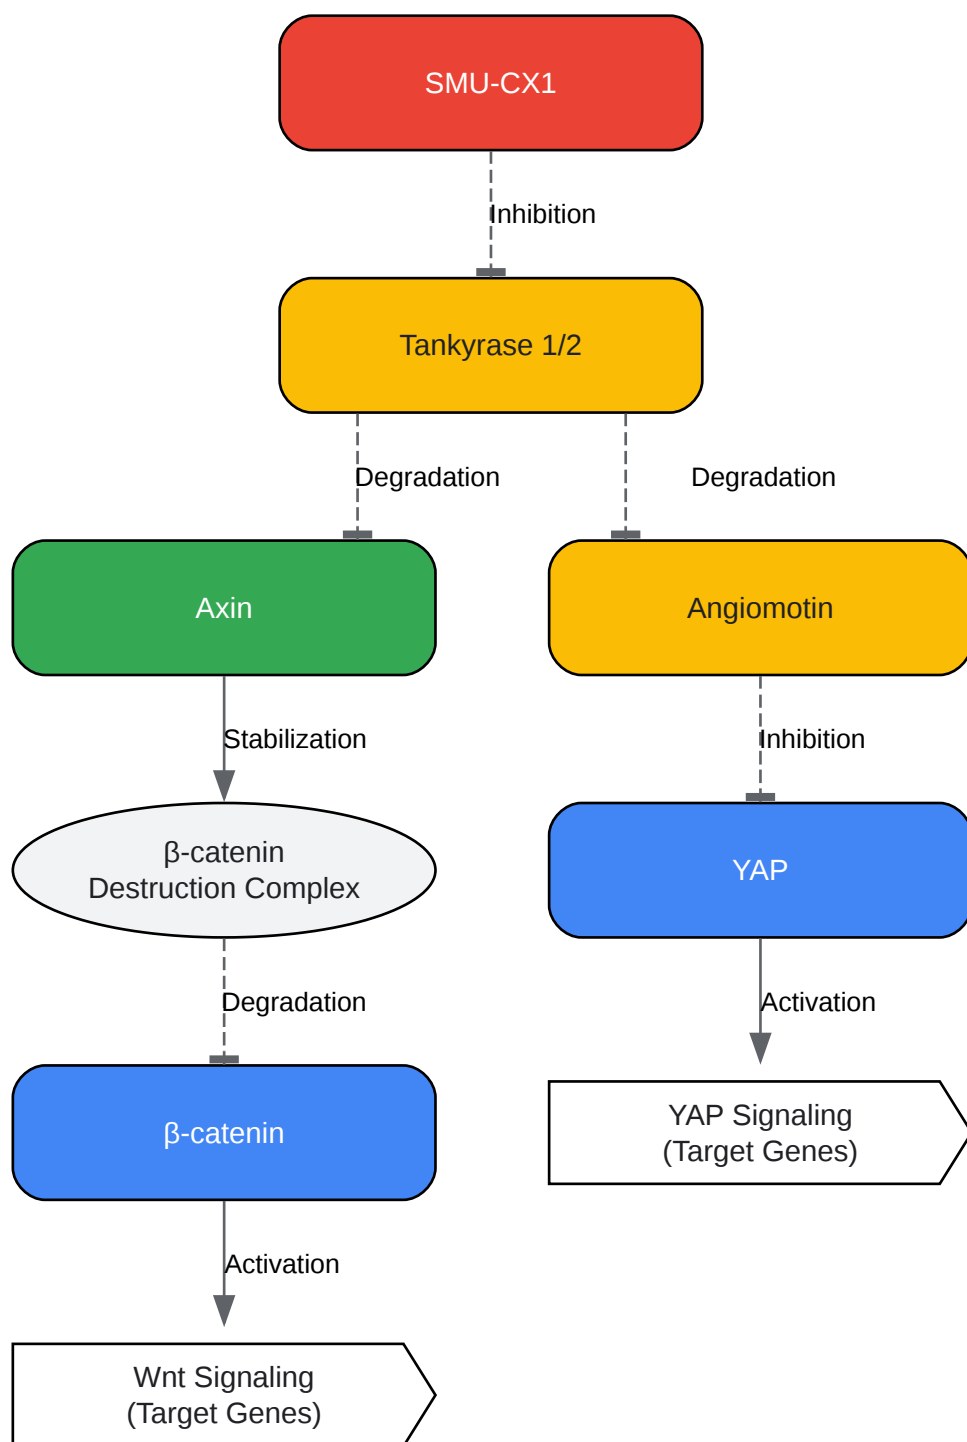 SMU-CX1
Inhibition
Tankyrase 1/2
Degradation
Degradation
Axin
Angiomotin
Stabilization
Inhibition
β-catenin
Destruction Complex
YAP
Degradation
Activation
β-catenin
YAP Signaling
(Target Genes)
Activation
Wnt Signaling
(Target Genes)